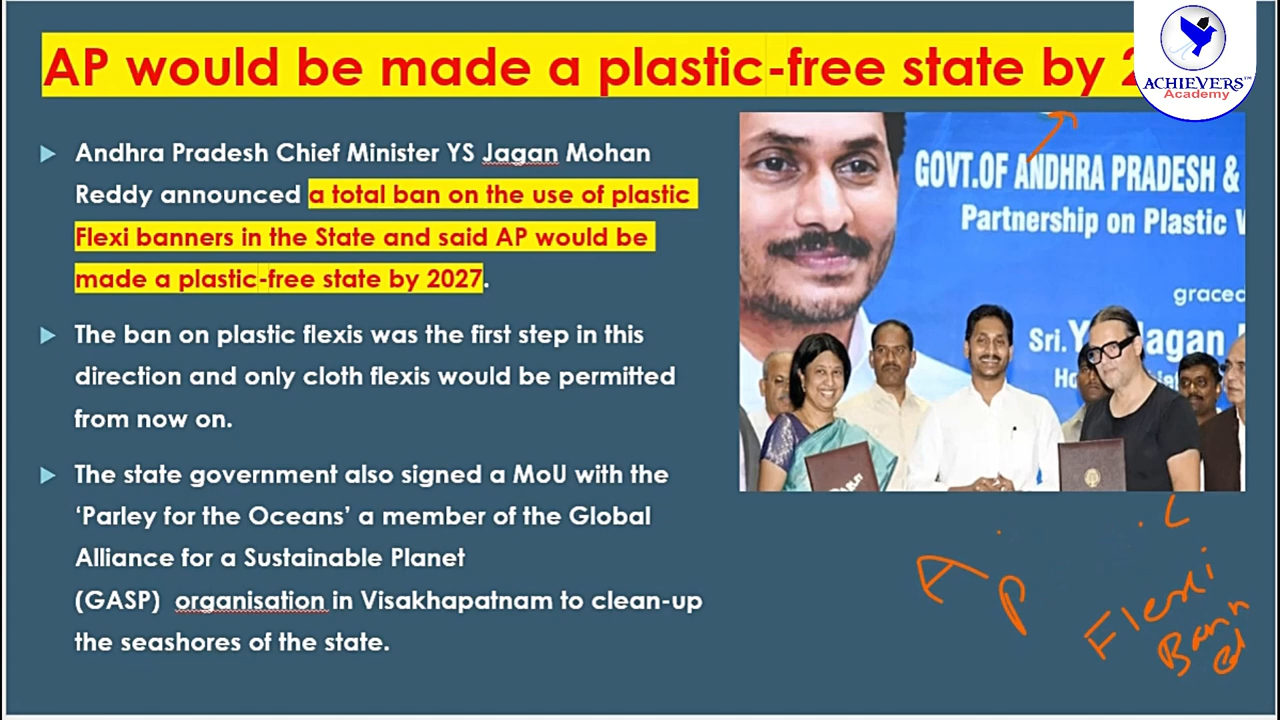 AP would be made a plastic-free state by 2
ACHIEVERS™
Academy
Andhra Pradesh Chief Minister YS Jagan Mohan
Reddy announced a total ban on the use of plastic
Flexi banners in the State and said AP would be
made a plastic-free state by 2027.
The ban on plastic flexis was the first step in this
direction and only cloth flexis would be permitted
from now on.
The state government also signed a MoU with the
‘Parley for the Oceans’ a member of the Global
Alliance for a Sustainable Planet
(GASP) organisation in Visakhapatnam to clean-up
the seashores of the state.
GOVT.OF ANDHRA PRADESH &
Partnership on Plastic
graced
Sri. Jagan
AP
Flexi